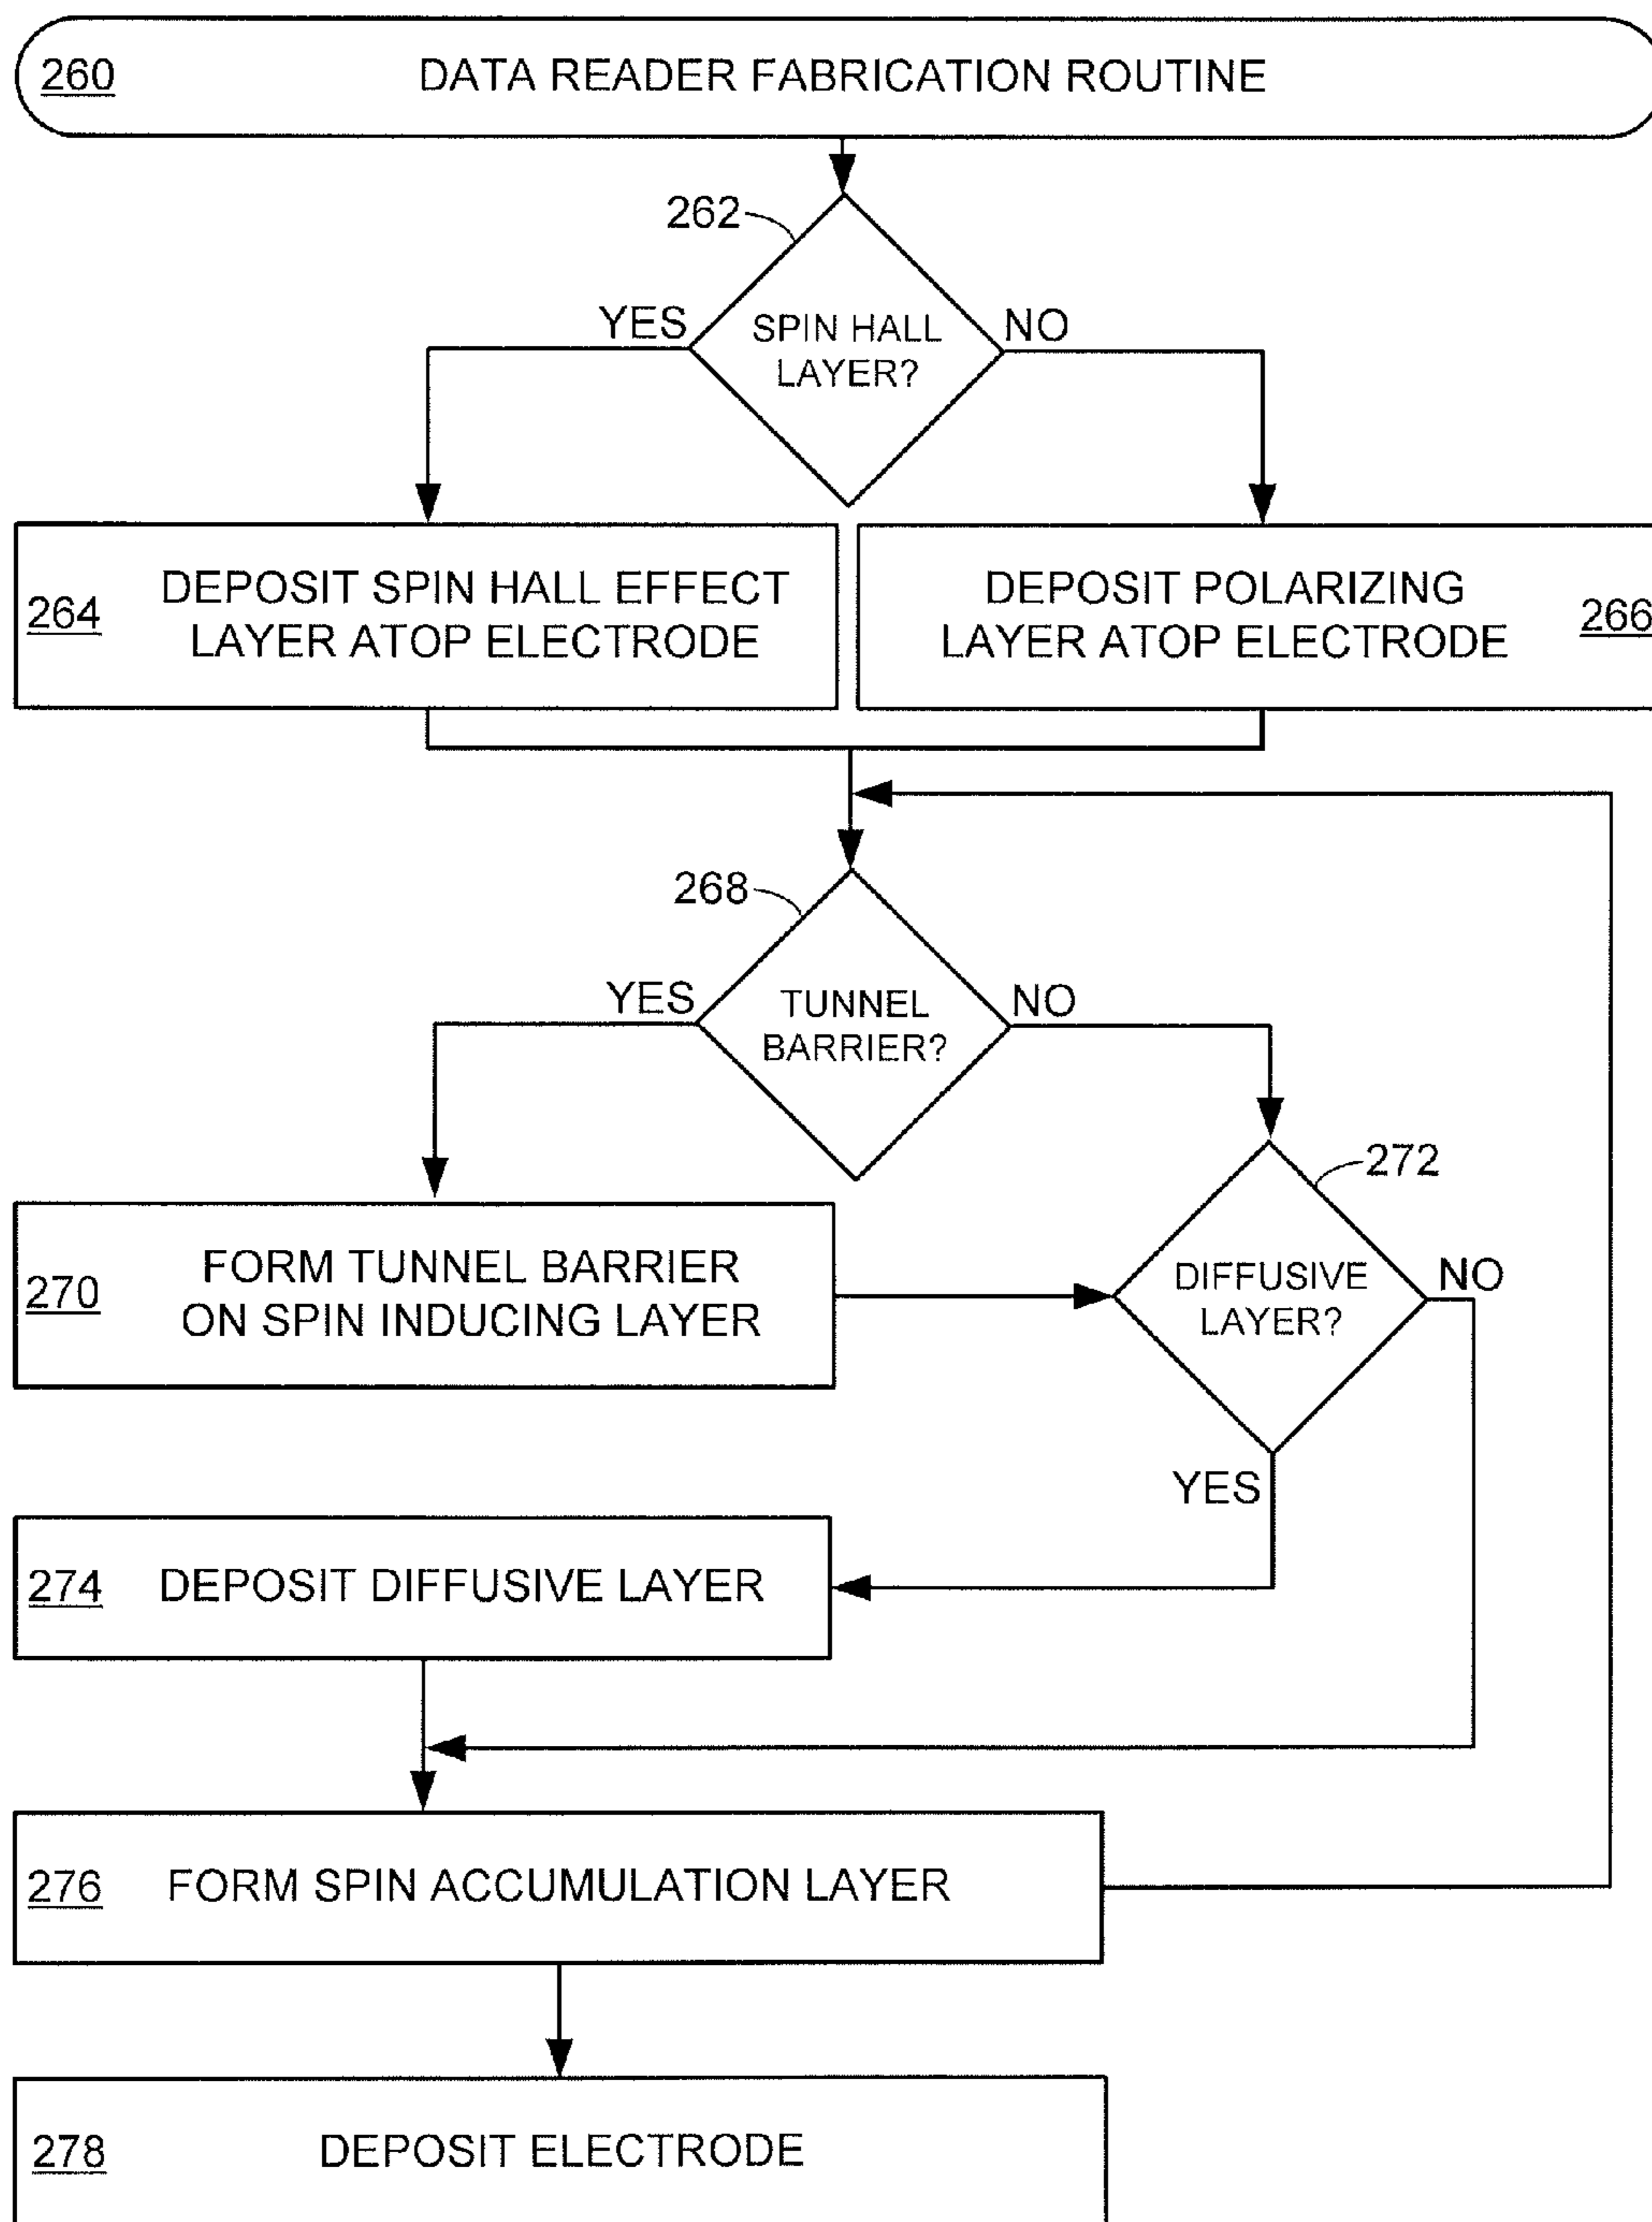 260 DATA READER FABRICATION ROUTINE
262
YES
NO
SPIN HALL
LAYER?
264
DEPOSIT SPIN HALL EFFECT
LAYER ATOP ELECTRODE
DEPOSIT POLARIZING
LAYER ATOP ELECTRODE
266
268
YES
NO
TUNNEL
BARRIER?
272
270
FORM TUNNEL BARRIER
ON SPIN INDUCING LAYER
DIFFUSIVE
LAYER?
NO
YES
274 DEPOSIT DIFFUSIVE LAYER
276 FORM SPIN ACCUMULATION LAYER
278 DEPOSIT ELECTRODE